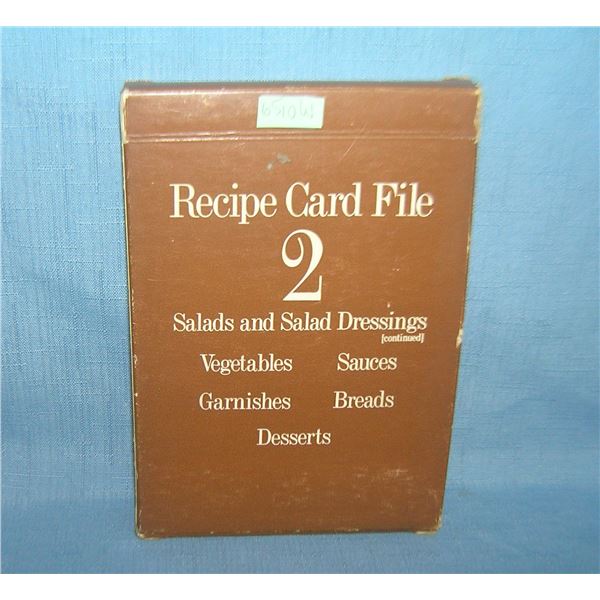 Recipe Card File
2
Salads and Salad Dressings
[continued]
Vegetables Sauces
Garnishes Breads
Desserts